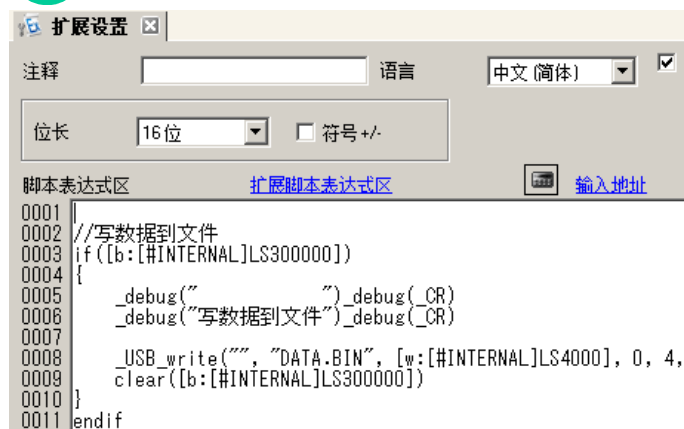 扩展设置
注释 语言 中文(简体)
位长 16位 符号+/-
脚本表达式区 扩展脚本表达式区 输入地址
0001
0002 //写数据到文件
0003 if([b:[#INTERNAL]LS300000])
0004 {
0005 _debug("                ")_debug(_CR)
0006 _debug("写数据到文件")_debug(_CR)
0007
0008 _USB_write("", "DATA.BIN", [w:[#INTERNAL]LS4000], 0, 4,
0009 clear([b:[#INTERNAL]LS300000])
0010 }
0011 endif